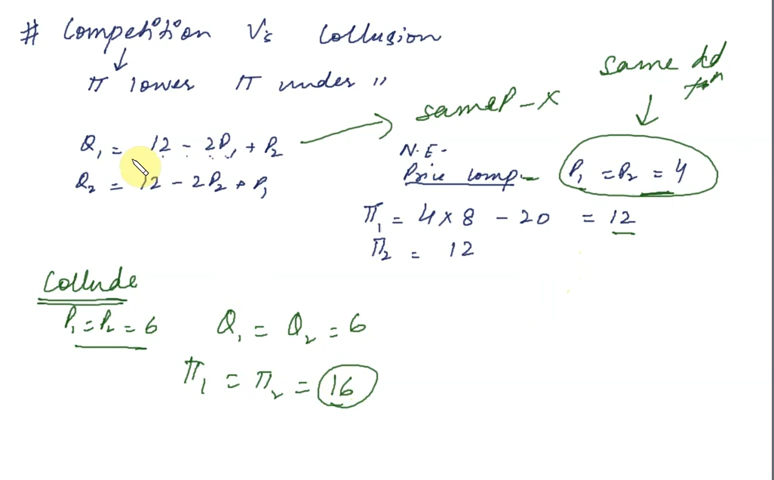 # Competition Vs Collusion
π lower π under "
same dd
same P - X
Q₁ = 12 - 2P₁ + P₂
Q₂ = 12 - 2P₂ + P₁
N.E.
Price comp - P₁ = P₂ = 4
π₁ = 4 x 8 - 20 = 12
π₂ = 12
Collude
P₁ = P₂ = 6 Q₁ = Q₂ = 6
π₁ = π₂ = 16